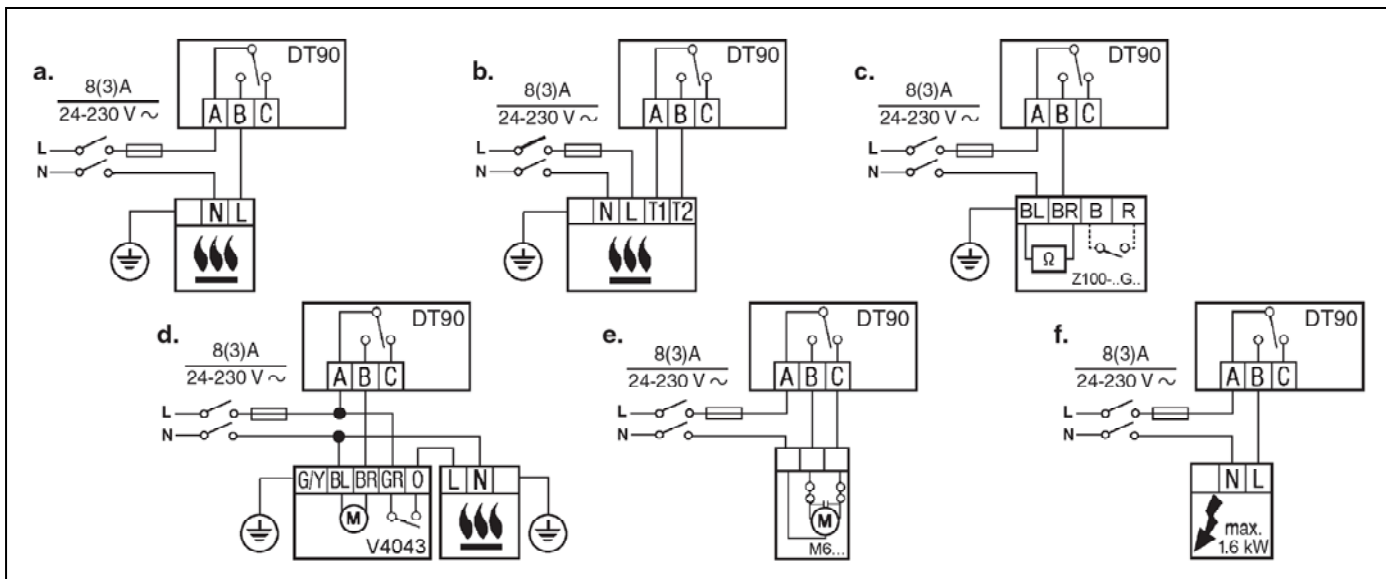 a.
DT90
8(3)A
24-230 V ~
A B C
L
N
N L
b.
DT90
8(3)A
24-230 V ~
A B C
L
N
N L T1 T2
c.
DT90
8(3)A
24-230 V ~
A B C
L
N
BL BR B R
Ω
Z100-..G..
d.
DT90
8(3)A
24-230 V ~
A B C
L
N
G/Y BL BR GR O
L N
M
V4043
e.
DT90
8(3)A
24-230 V ~
A B C
L
N
M
M6...
f.
DT90
8(3)A
24-230 V ~
A B C
L
N
N L
max.
1.6 kW